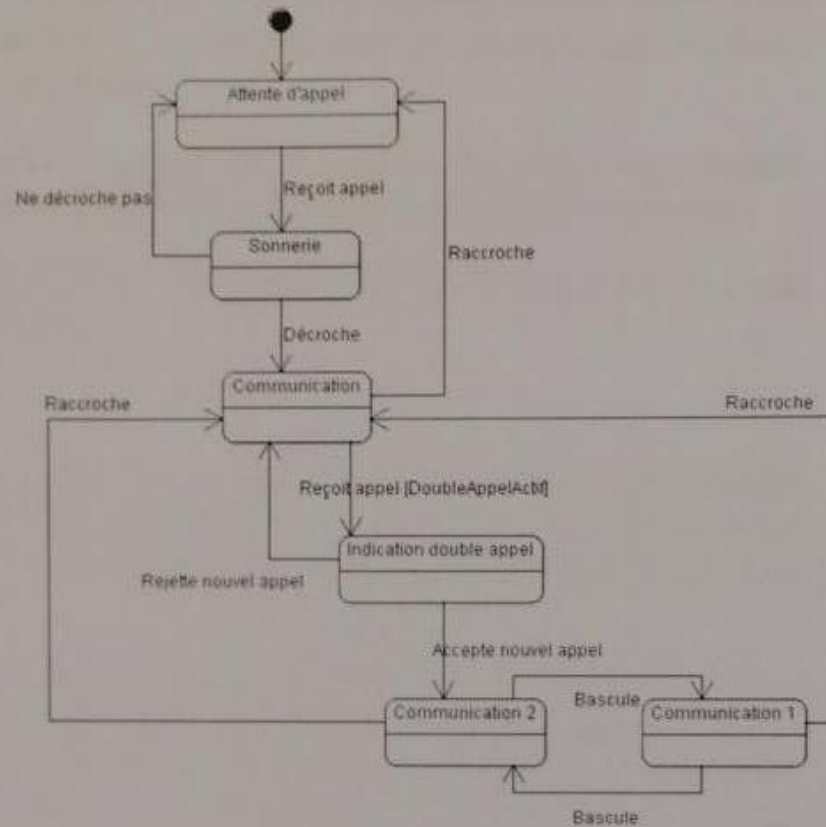 Attente d'appel
Reçoit appel
Ne décroche pas
Sonnerie
Raccroche
Décroche
Communication
Raccroche
Raccroche
Reçoit appel [DoubleAppelActif]
Indication double appel
Rejette nouvel appel
Accepte nouvel appel
Bascule
Communication 2
Communication 1
Bascule